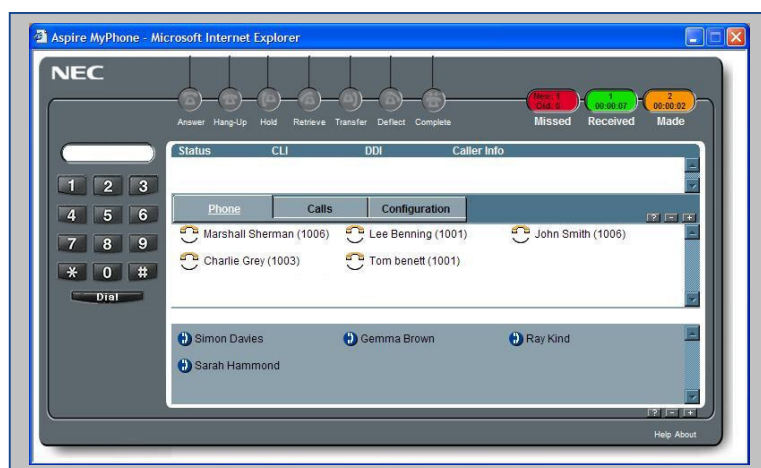 Aspire MyPhone - Microsoft Internet Explorer
NEC
Answer Hang-Up Hold Retrieve Transfer Deflect Complete
New: 1
Old: 0
Missed
1
00:00:07
Received
2
00:00:02
Made
Status CLI DDI Caller Info
1 2 3
4 5 6
7 8 9
* 0 #
Dial
Phone Calls Configuration
? - +
Marshall Sherman (1006) Lee Benning (1001) John Smith (1006)
Charlie Grey (1003) Tom benett (1001)
Simon Davies Gemma Brown Ray Kind
Sarah Hammond
? - +
Help About